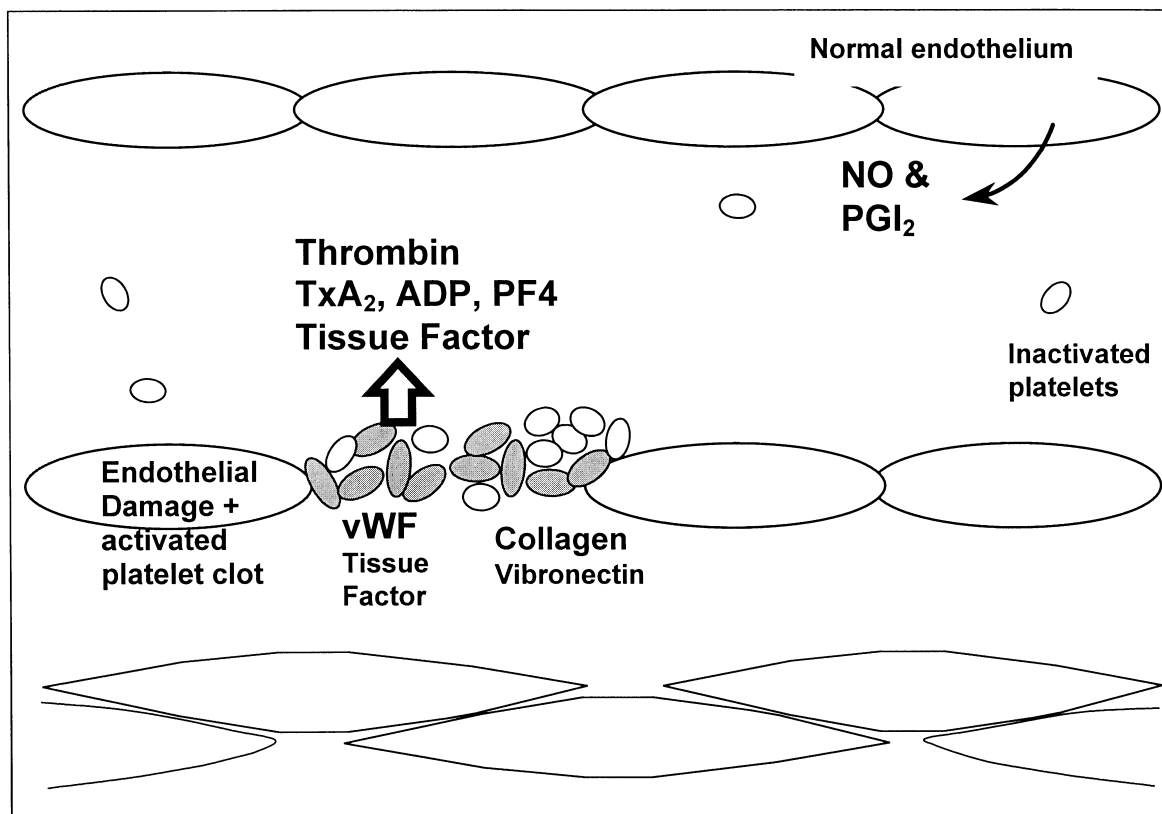 Normal endothelium
NO &
PGI₂
Thrombin
TxA₂, ADP, PF4
Tissue Factor
Inactivated
platelets
Endothelial
Damage +
activated
platelet clot
vWF
Tissue
Factor
Collagen
Vibronectin